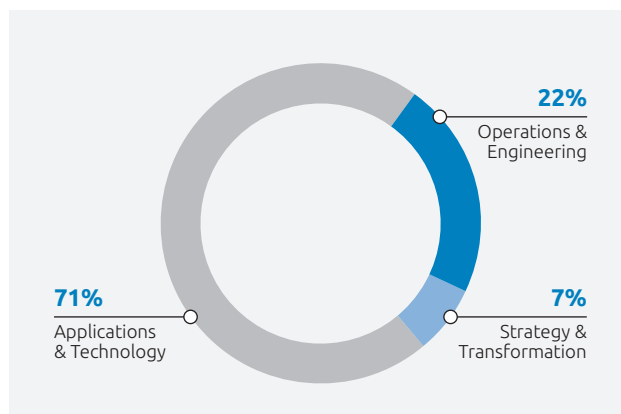 22%
Operations &
Engineering
71%
Applications
& Technology
7%
Strategy &
Transformation